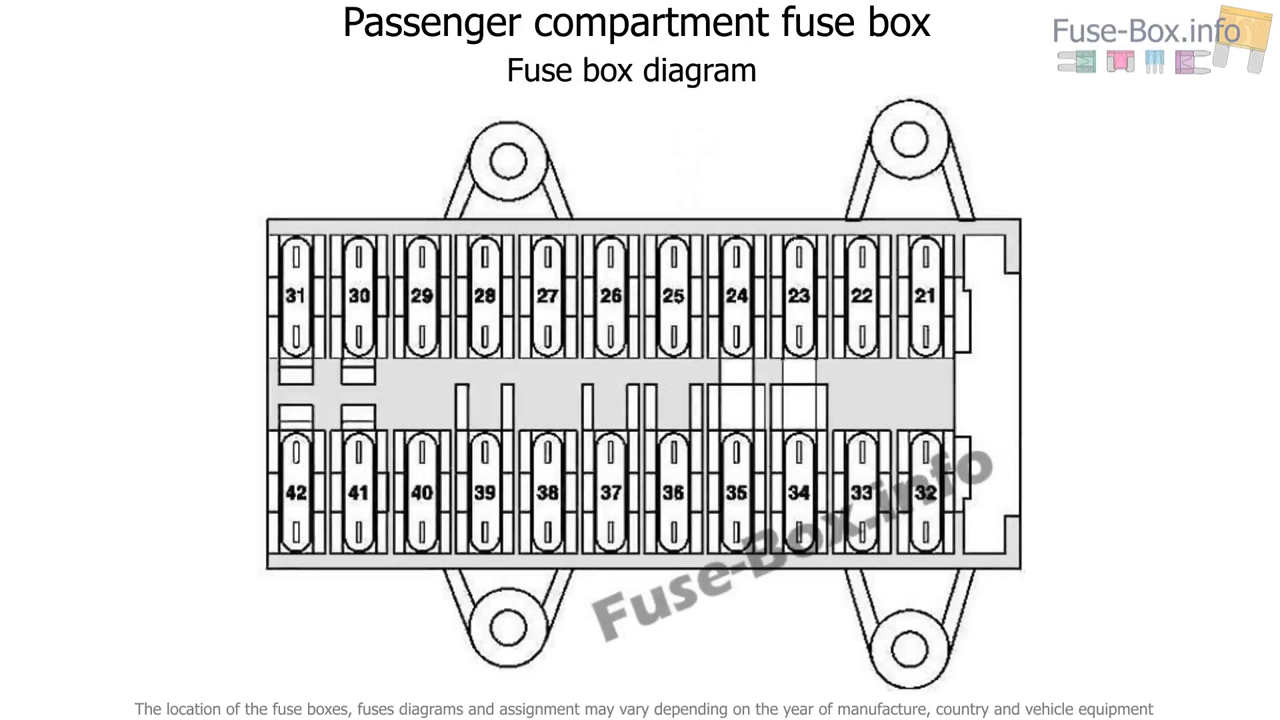 Passenger compartment fuse box
Fuse box diagram
Fuse-Box.info
31 30 29 28 27 26 25 24 23 22 21
42 41 40 39 38 37 36 35 34 33 32
Fuse-Box.info
The location of the fuse boxes, fuses diagrams and assignment may vary depending on the year of manufacture, country and vehicle equipment